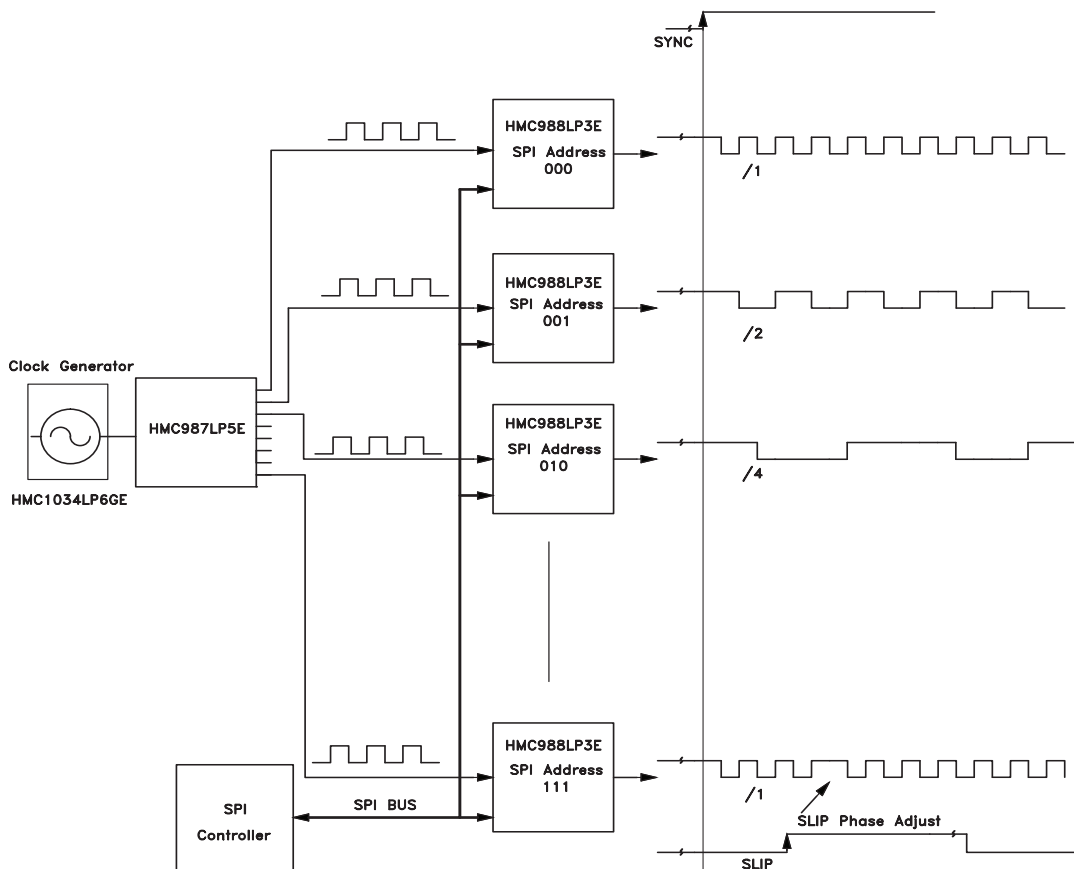 SYNC
HMC988LP3E
SPI Address
000
/1
HMC988LP3E
SPI Address
001
/2
Clock Generator
HMC987LP5E
HMC1034LP6GE
HMC988LP3E
SPI Address
010
/4
HMC988LP3E
SPI Address
111
/1
SPI BUS
SPI
Controller
SLIP Phase Adjust
SLIP